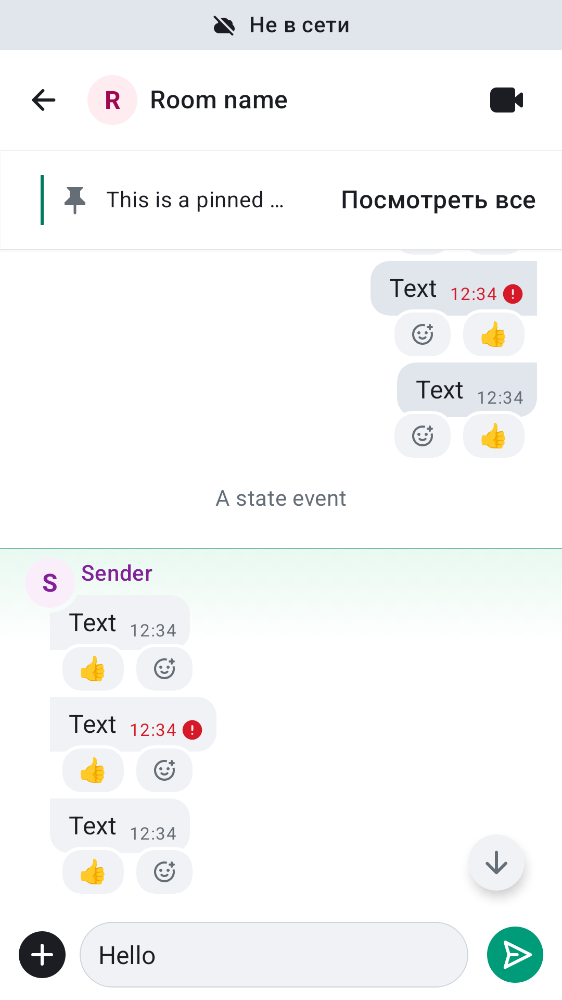 Не в сети
R Room name
This is a pinned … Посмотреть все
Text 12:34
Text 12:34
A state event
S Sender
Text 12:34
Text 12:34
Text 12:34
Hello